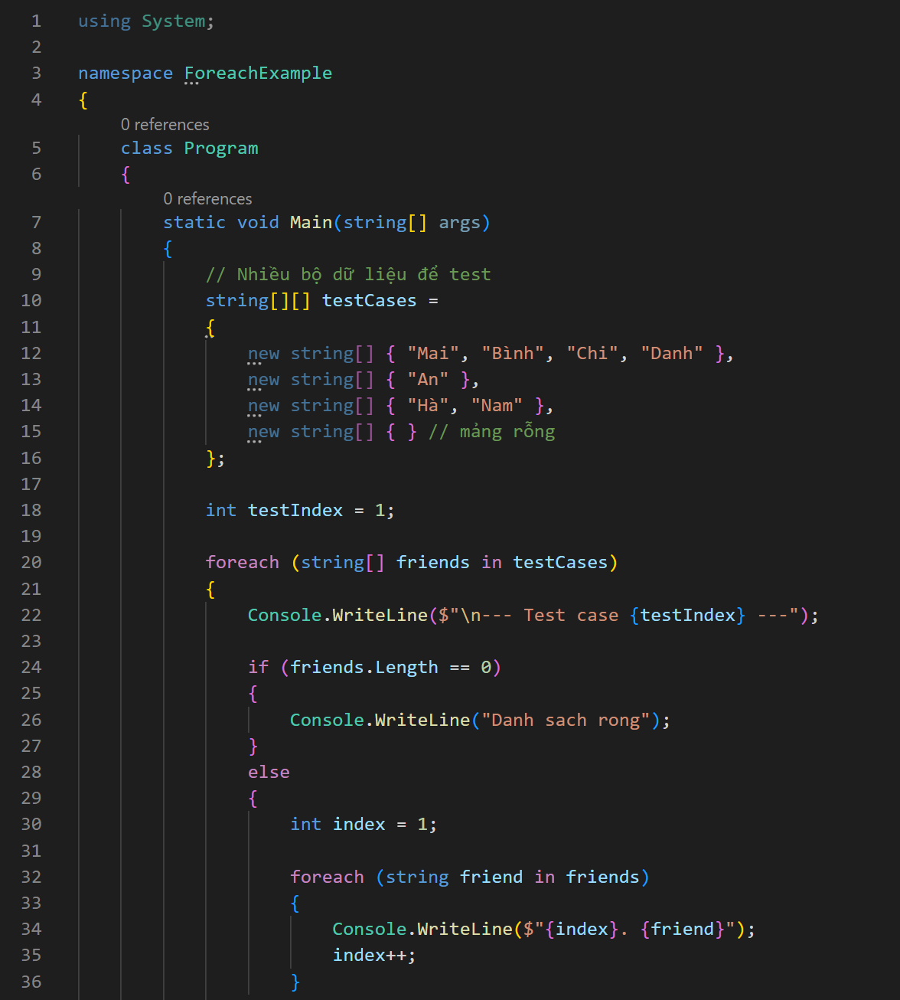 1 using System;
2
3 namespace ForeachExample
4 {
0 references
5 class Program
6 {
0 references
7 static void Main(string[] args)
8 {
9 // Nhiều bộ dữ liệu để test
10 string[][] testCases =
11 {
12 new string[] { "Mai", "Bình", "Chi", "Danh" },
13 new string[] { "An" },
14 new string[] { "Hà", "Nam" },
15 new string[] { } // mảng rỗng
16 };
17
18 int testIndex = 1;
19
20 foreach (string[] friends in testCases)
21 {
22 Console.WriteLine($"\n--- Test case {testIndex} ---");
23
24 if (friends.Length == 0)
25 {
26 Console.WriteLine("Danh sach rong");
27 }
28 else
29 {
30 int index = 1;
31
32 foreach (string friend in friends)
33 {
34 Console.WriteLine($"{index}. {friend}");
35 index++;
36 }